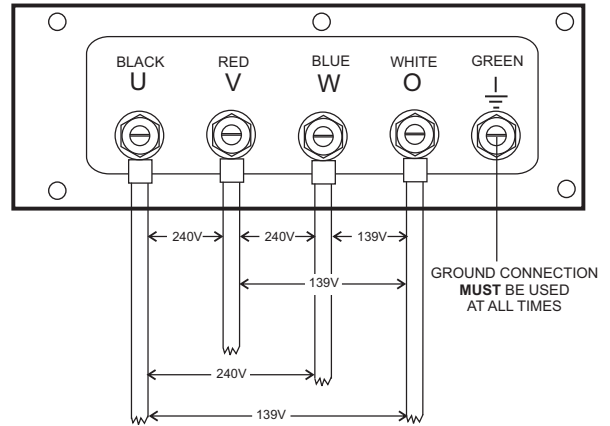 BLACK RED BLUE WHITE GREEN
U V W O
240V 240V 139V
139V
GROUND CONNECTION
MUST BE USED
AT ALL TIMES
240V
139V